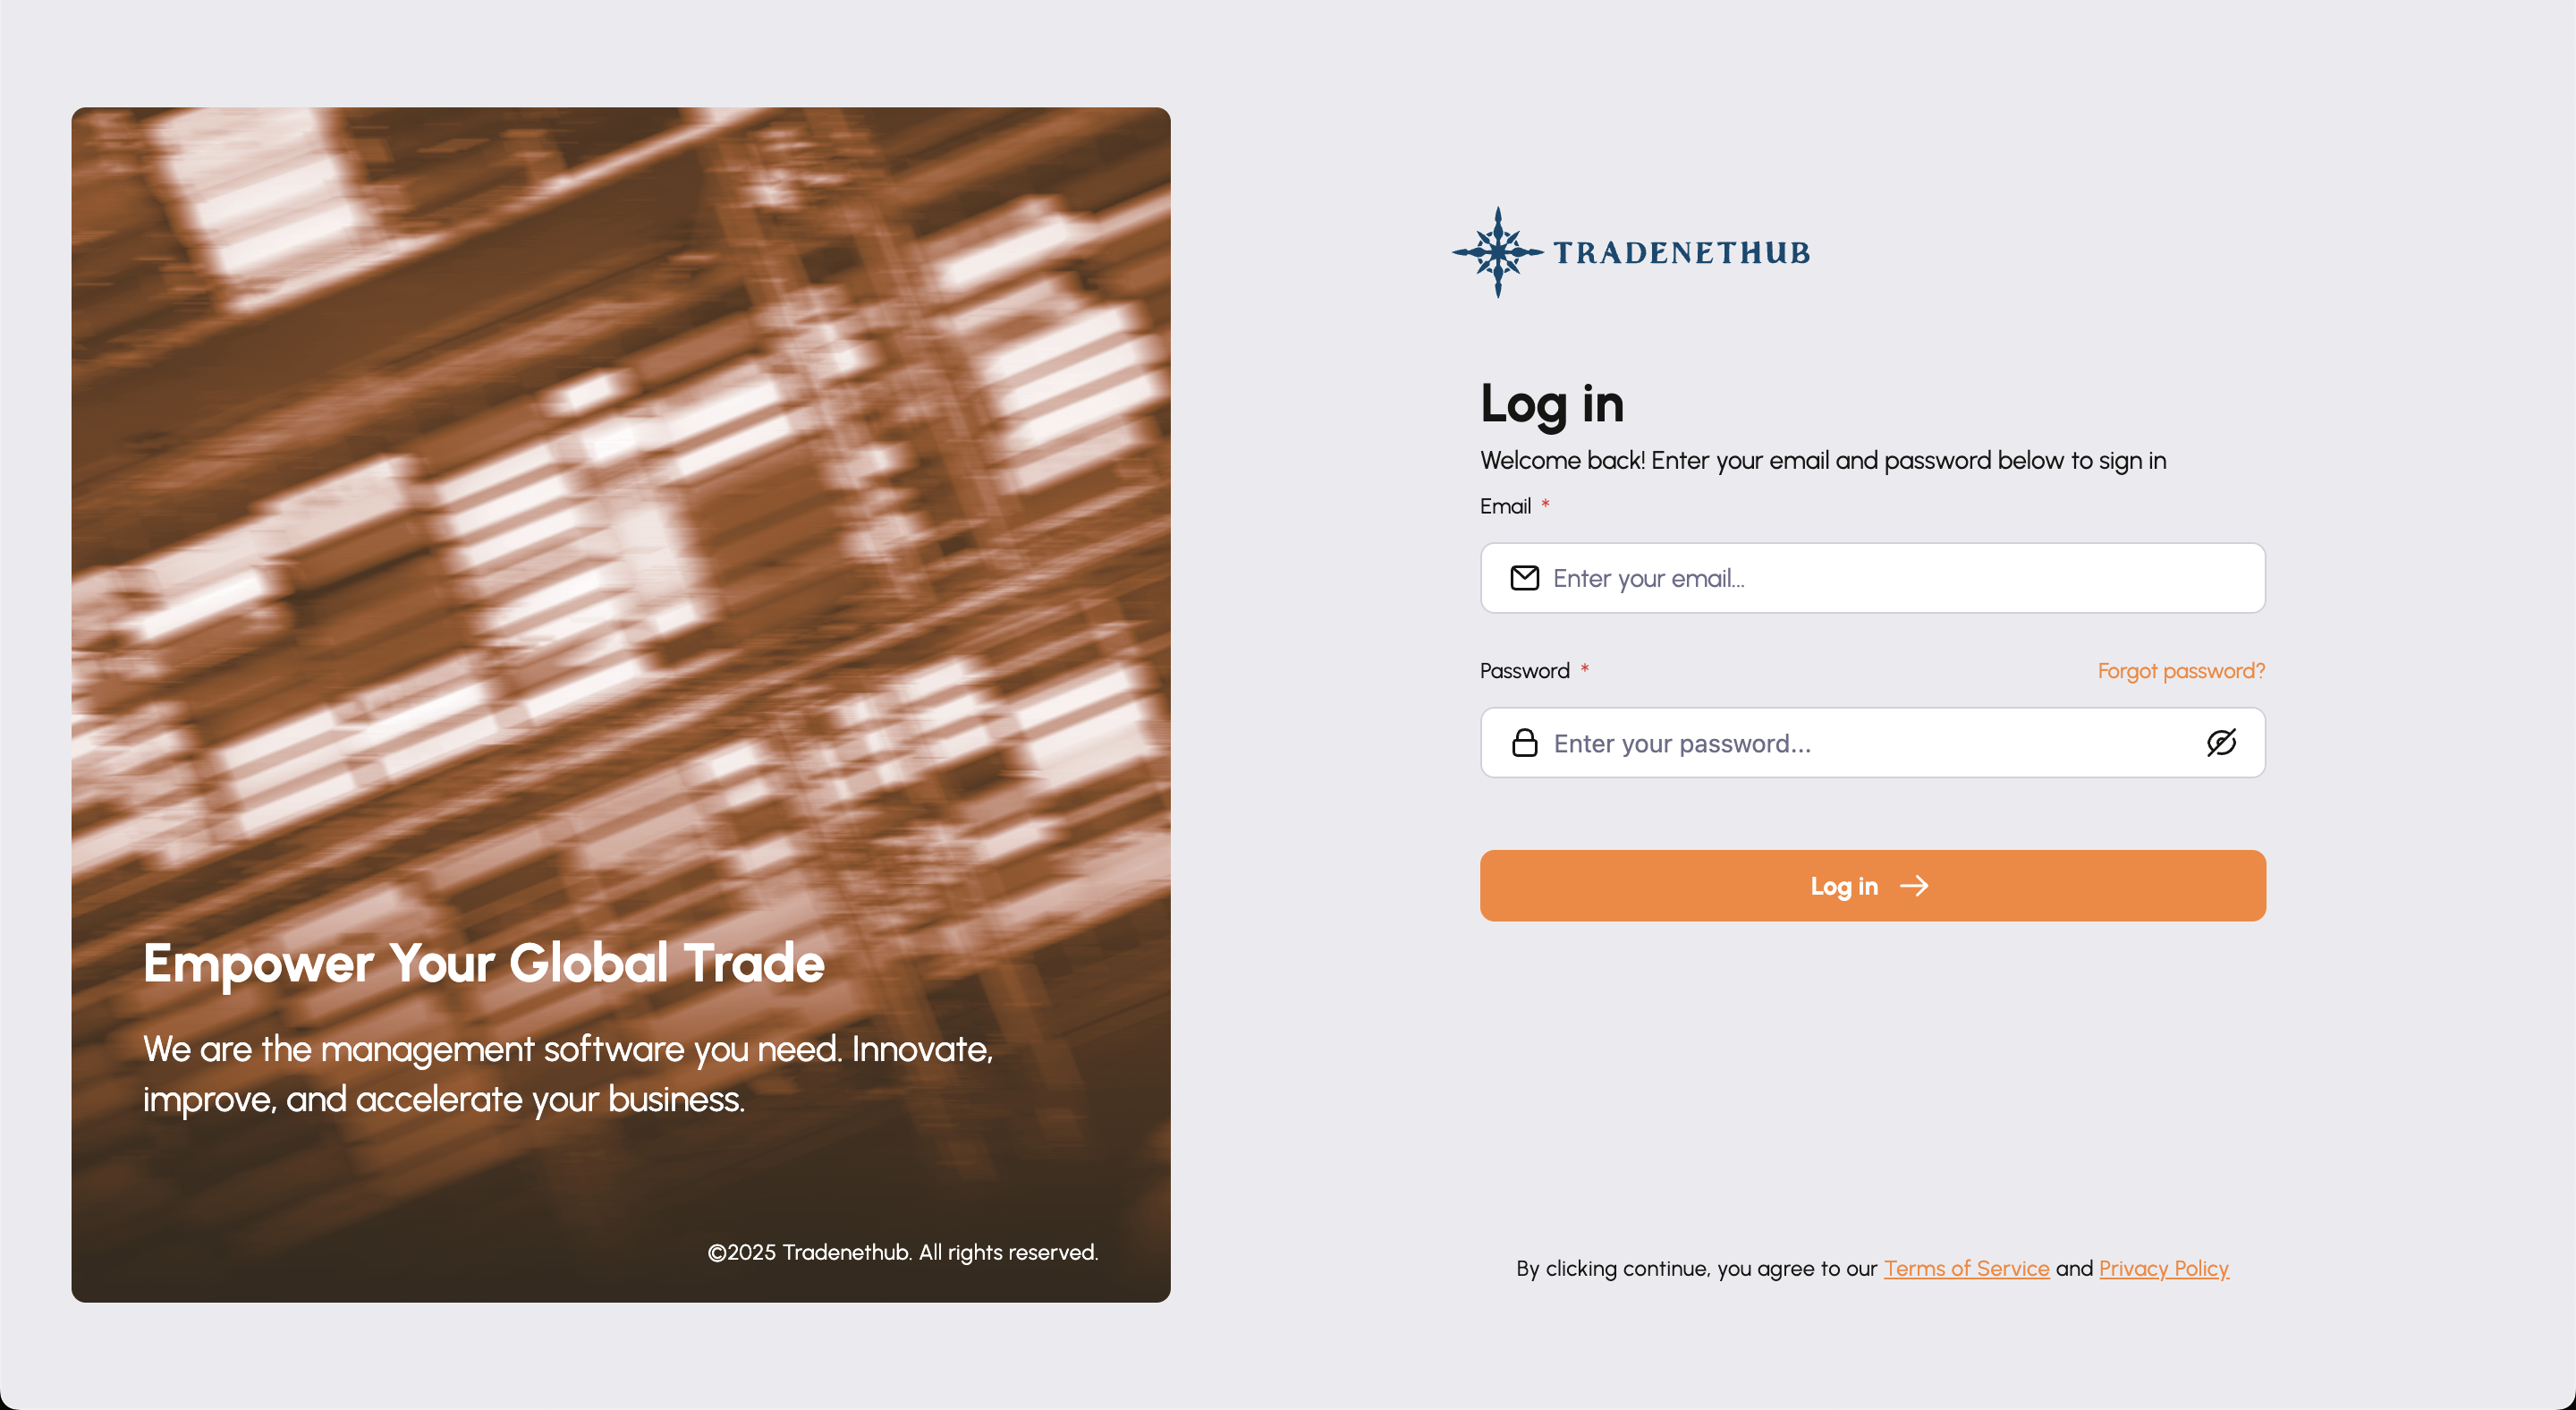 TRADENETHUB
Log in
Welcome back! Enter your email and password below to sign in
Email *
Enter your email...
Password *
Forgot password?
Enter your password...
Log in
Empower Your Global Trade
We are the management software you need. Innovate,
improve, and accelerate your business.
©2025 Tradenethub. All rights reserved.
By clicking continue, you agree to our Terms of Service and Privacy Policy